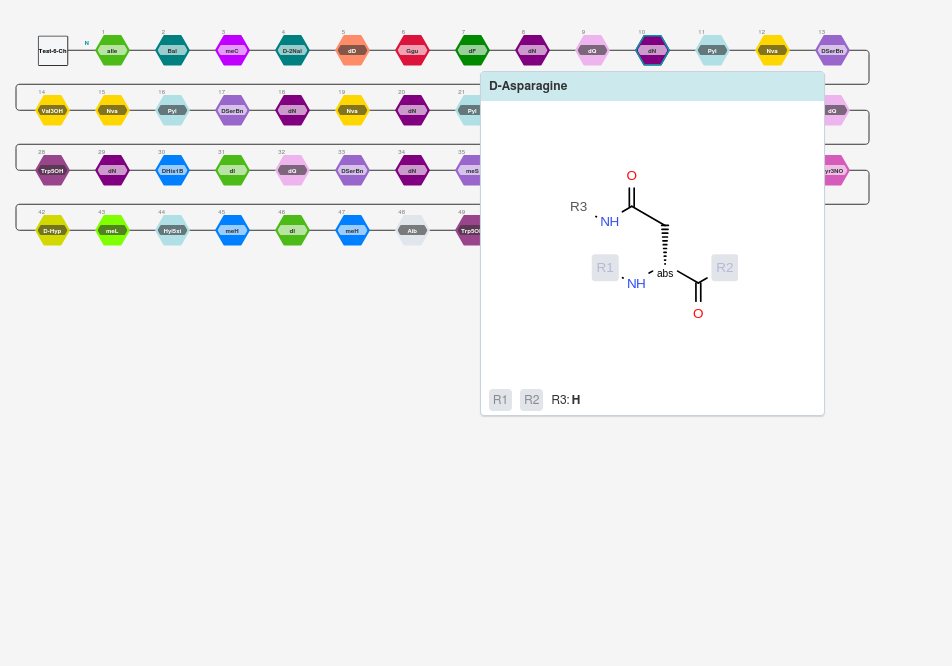 1 2 3 4 5 6 7 8 9 10 11 12 13
N
Test-6-Ch aIle Bal meC D-2Nal dD Ggu dF dN dQ dN Pyl Nva DSerBn
D-Asparagine
14 15 16 17 18 19 20 21
Val3OH Nva Pyl DSerBn dN Nva dN Pyl dQ
28 29 30 31 32 33 34 35
Trp5OH dN DHis1B dI dQ DSerBn dN meS yr3NO
42 43 44 45 46 47 48 49
D-Hyp meL HyBzl meH dI meH Aib Trp5OH
O
R3
NH
R1 abs R2
NH
O
R1 R2 R3: H